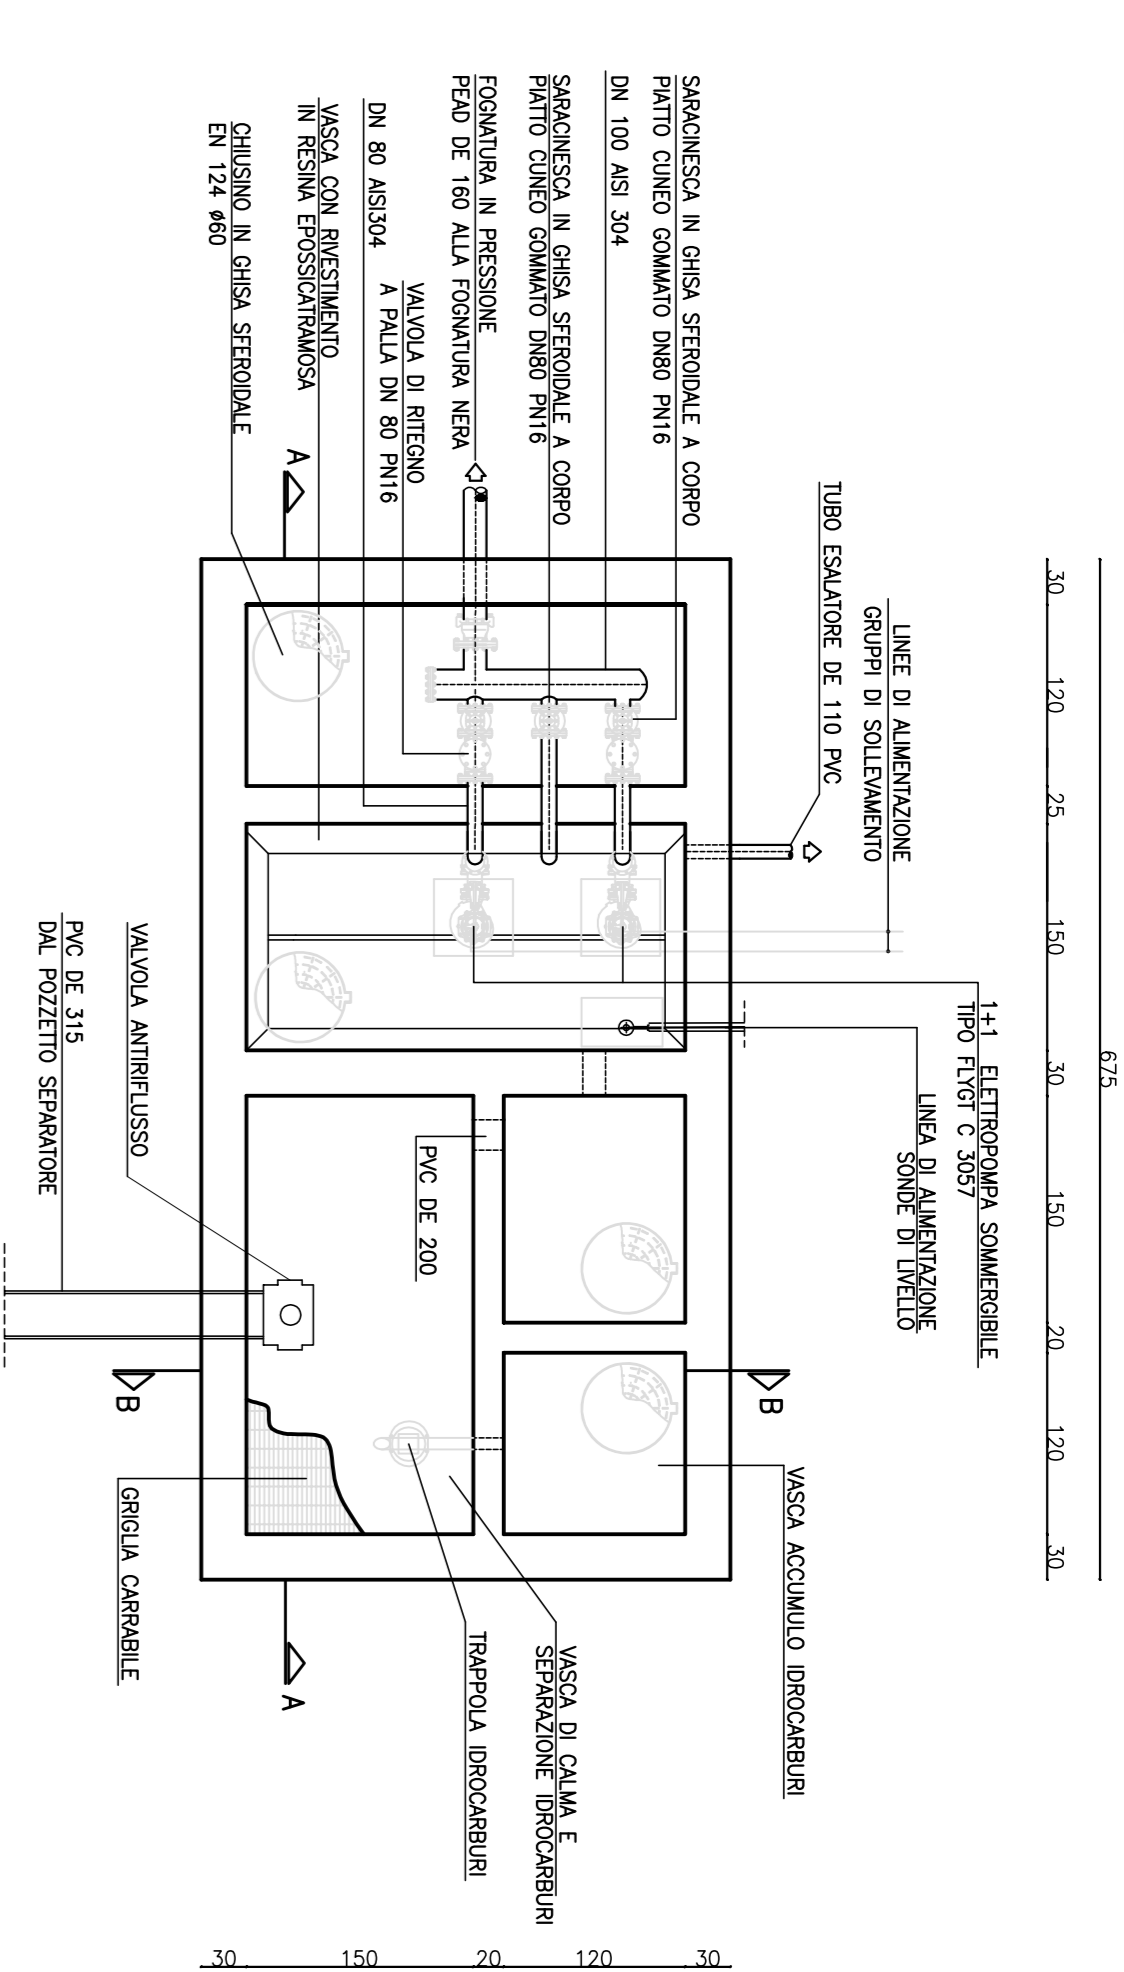 675
30
120
25
150
30
150
20
120
30
LINEE DI ALIMENTAZIONE
GRUPPI DI SOLLEVAMENTO
TUBO ESALATORE DE 110 PVC
SARACINESCA IN GHISA SFEROIDALE A CORPO
PIATTO CUNEO GOMMATO DN80 PN16
DN 100 AISI 304
SARACINESCA IN GHISA SFEROIDALE A CORPO
PIATTO CUNEO GOMMATO DN80 PN16
FOGNATURA IN PRESSIONE
PEAD DE 160 ALLA FOGNATURA NERA
VALVOLA DI RITEGNO
A PALLA DN 80 PN16
DN 80 AISI304
VASCA CON RIVESTIMENTO
IN RESINA EPOSSICATRAMOSA
CHIUSINO IN GHISA SFEROIDALE
EN 124 ø60
A
1+1 ELETTROPOMPA SOMMERGIBILE
TIPO FLYGT C 3057
LINEA DI ALIMENTAZIONE
SONDE DI LIVELLO
PVC DE 200
VALVOLA ANTIRIFLUSSO
PVC DE 315
DAL POZZETTO SEPARATORE
B
B
VASCA ACCUMULO IDROCARBURI
VASCA DI CALMA E
SEPARAZIONE IDROCARBURI
TRAPPOLA IDROCARBURI
A
GRIGLIA CARRABILE
30
150
20
120
30